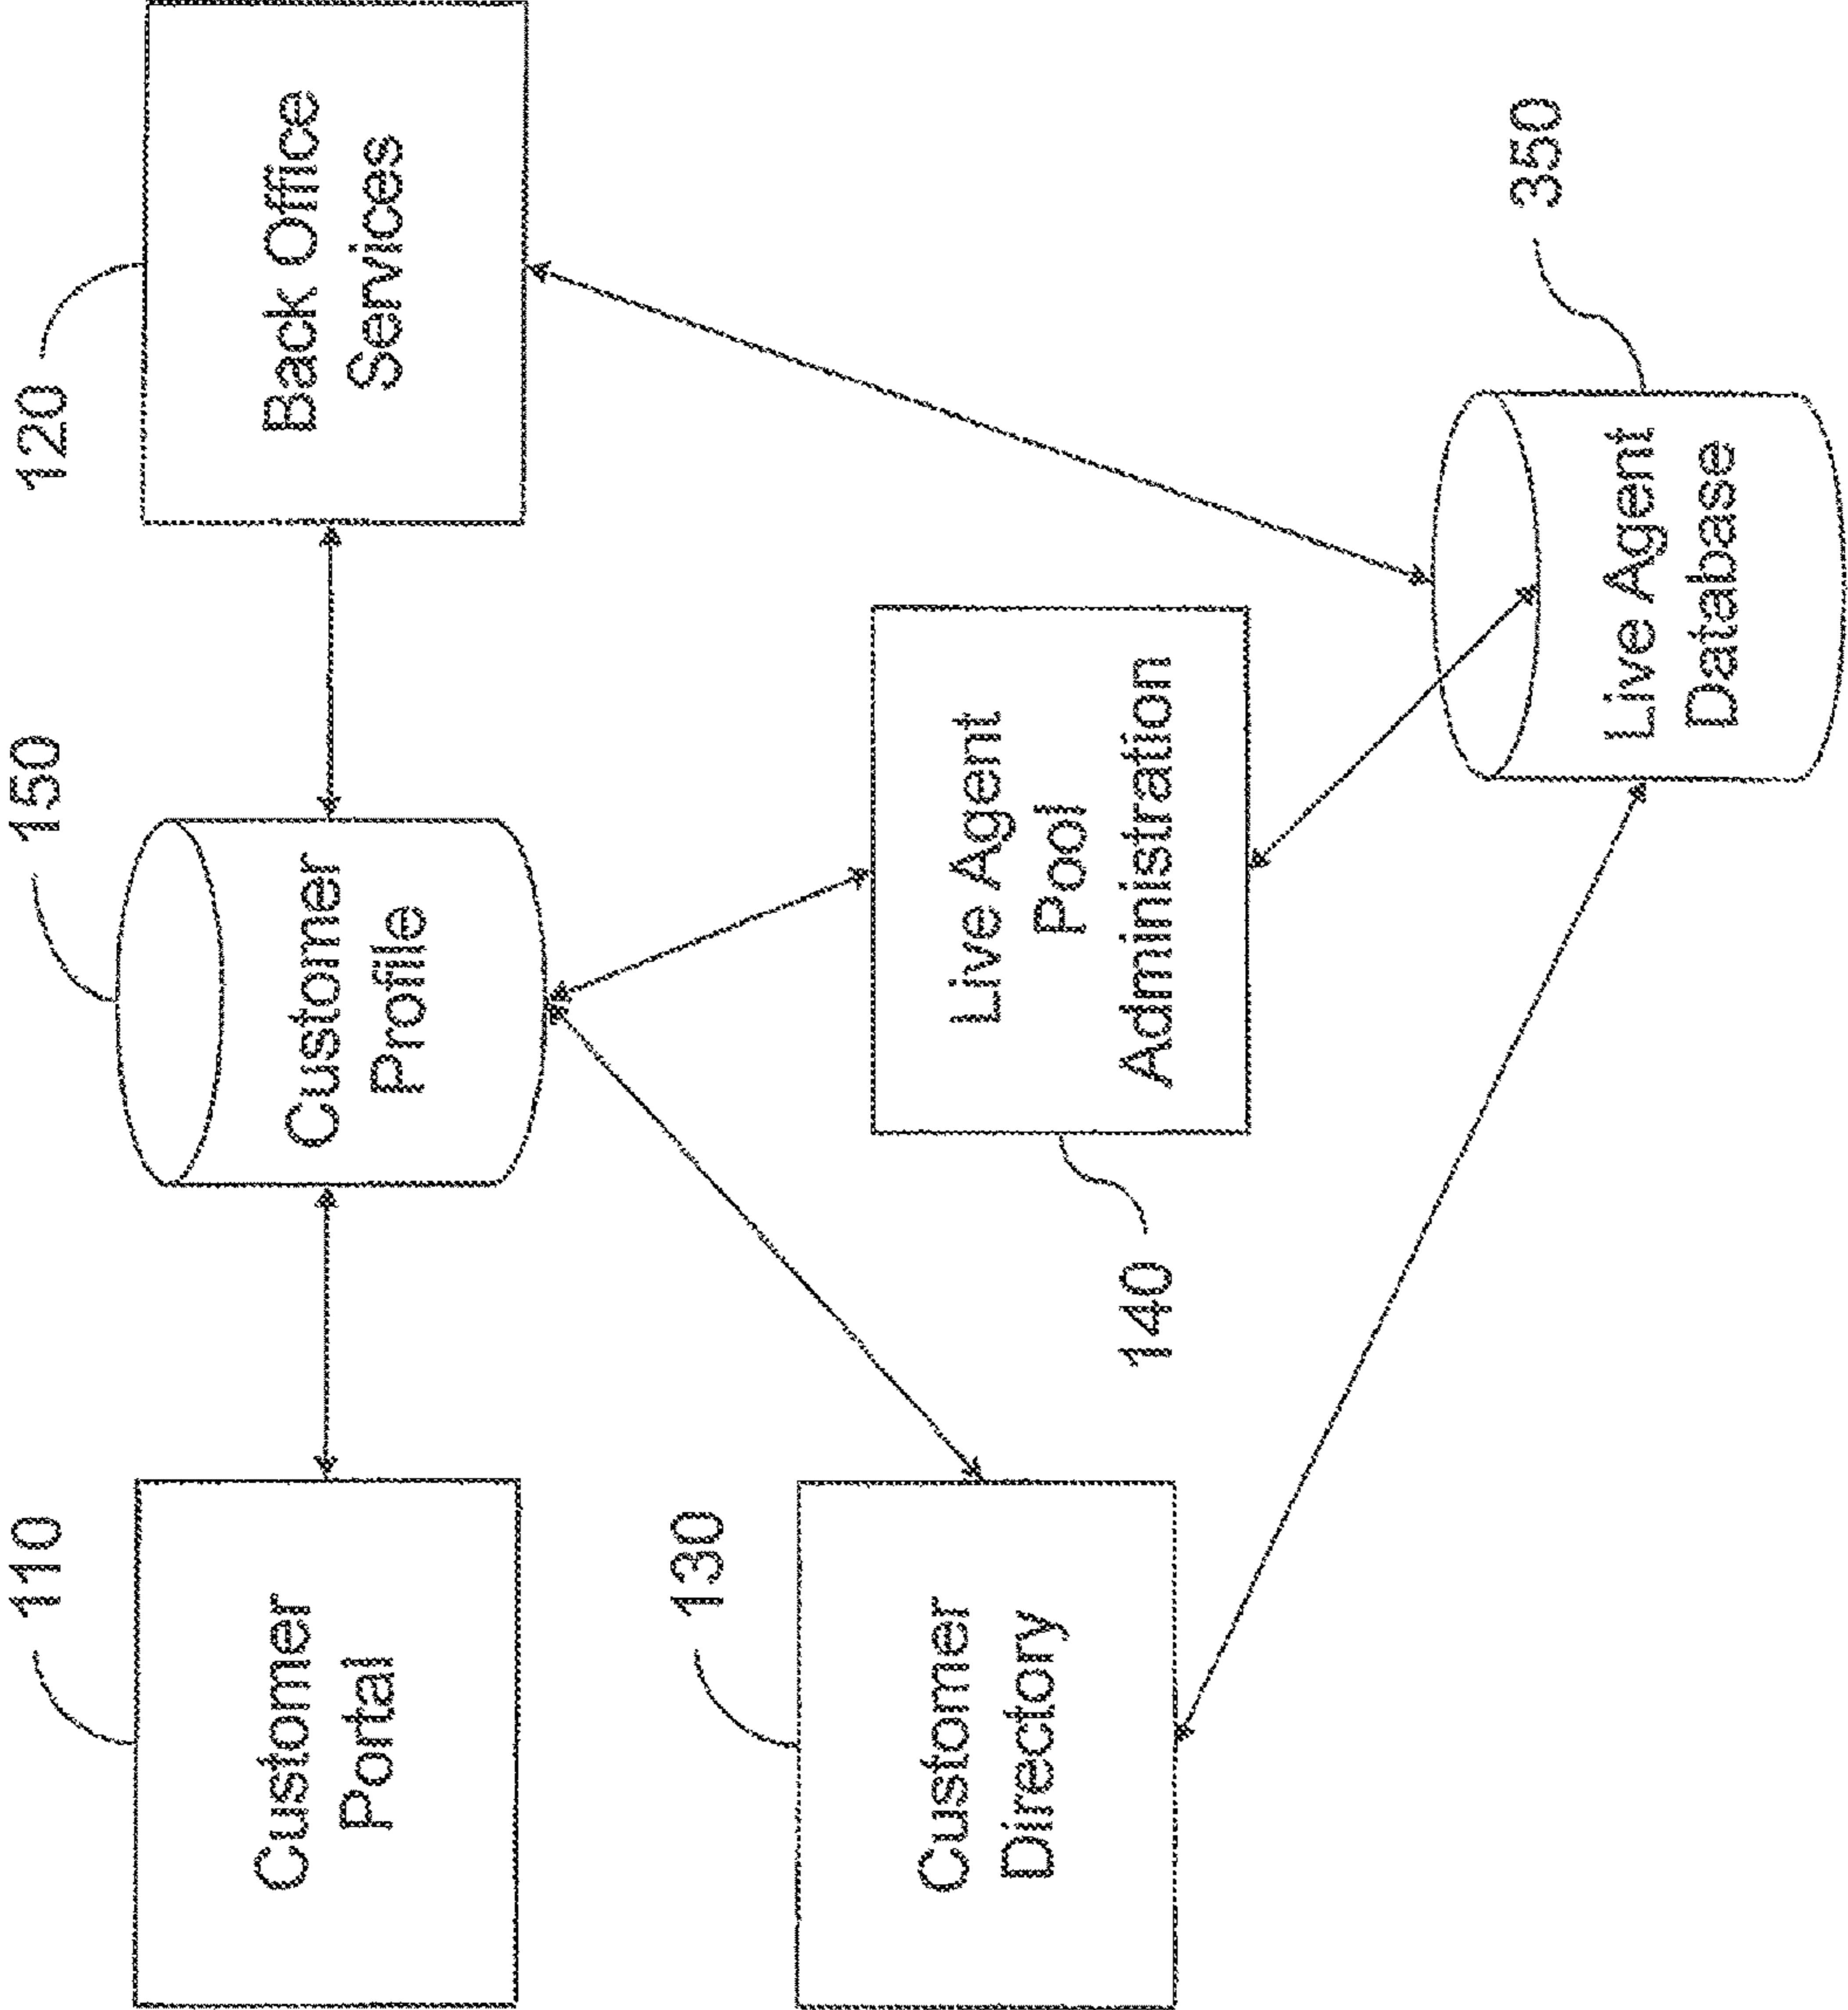 110
Customer
Portal
150
Customer
Profile
120
Back Office
Services
130
Customer
Directory
140
Live Agent
Pool
Administration
350
Live Agent
Database